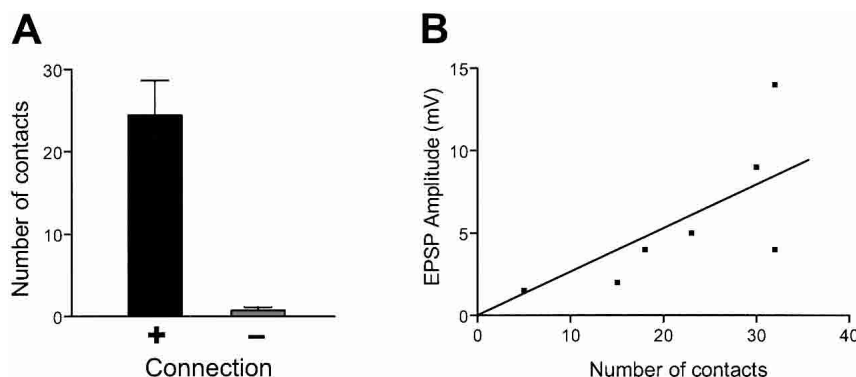 A
Number of contacts
30
20
10
0
+ −
Connection
B
EPSP Amplitude (mV)
15
10
5
0
0 10 20 30 40
Number of contacts